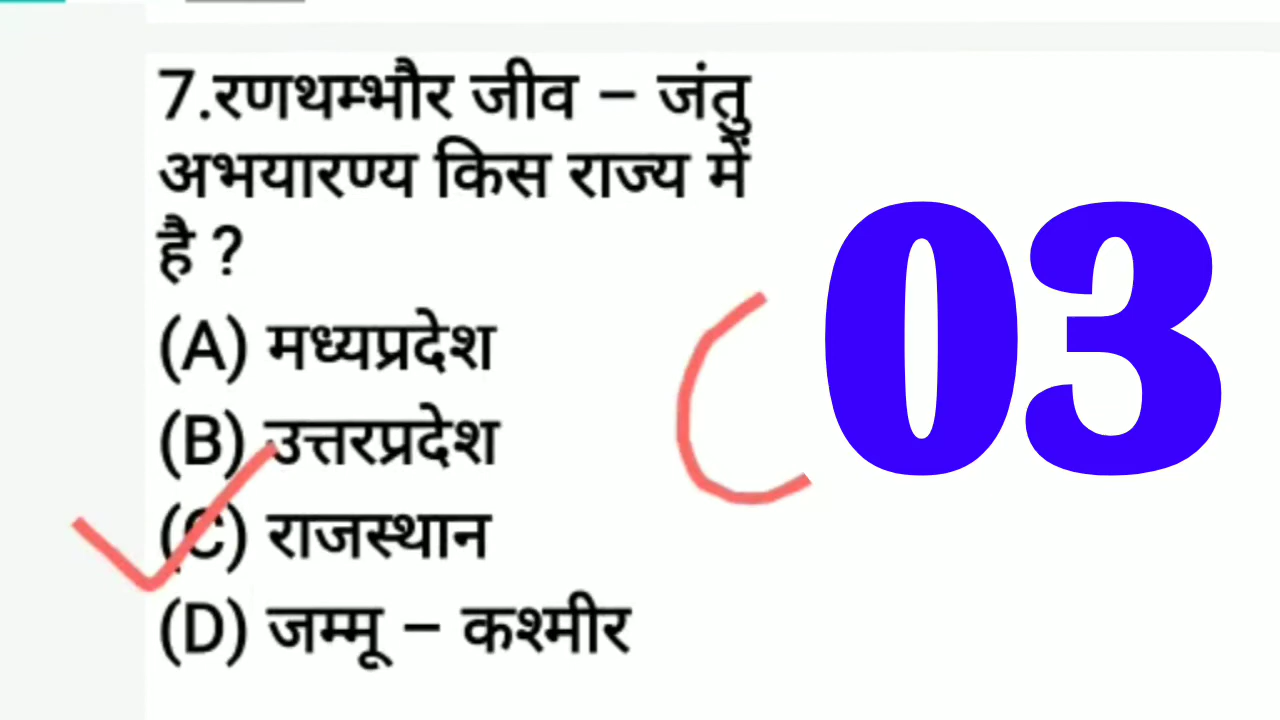 7.रणथम्भौर जीव – जंतु
अभयारण्य किस राज्य में
है ?
(A) मध्यप्रदेश
(B) उत्तरप्रदेश
(C) राजस्थान
(D) जम्मू – कश्मीर
C
03